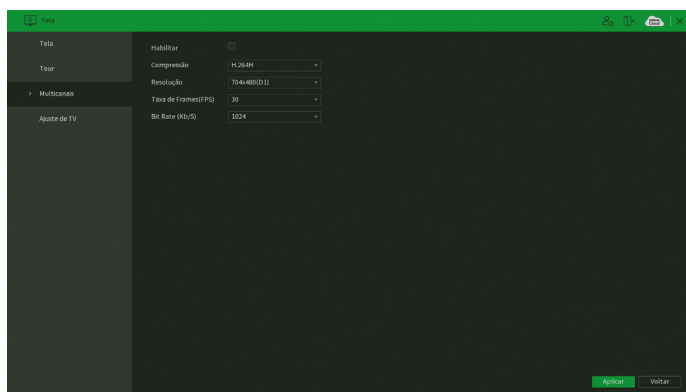 Tela
Tela
Tour
Multicanais
Ajuste de TV
Habilitar
Compressão H.264H
Resolução 704x480(D1)
Taxa de Frames(FPS) 30
Bit Rate (Kb/S) 1024
Aplicar Voltar